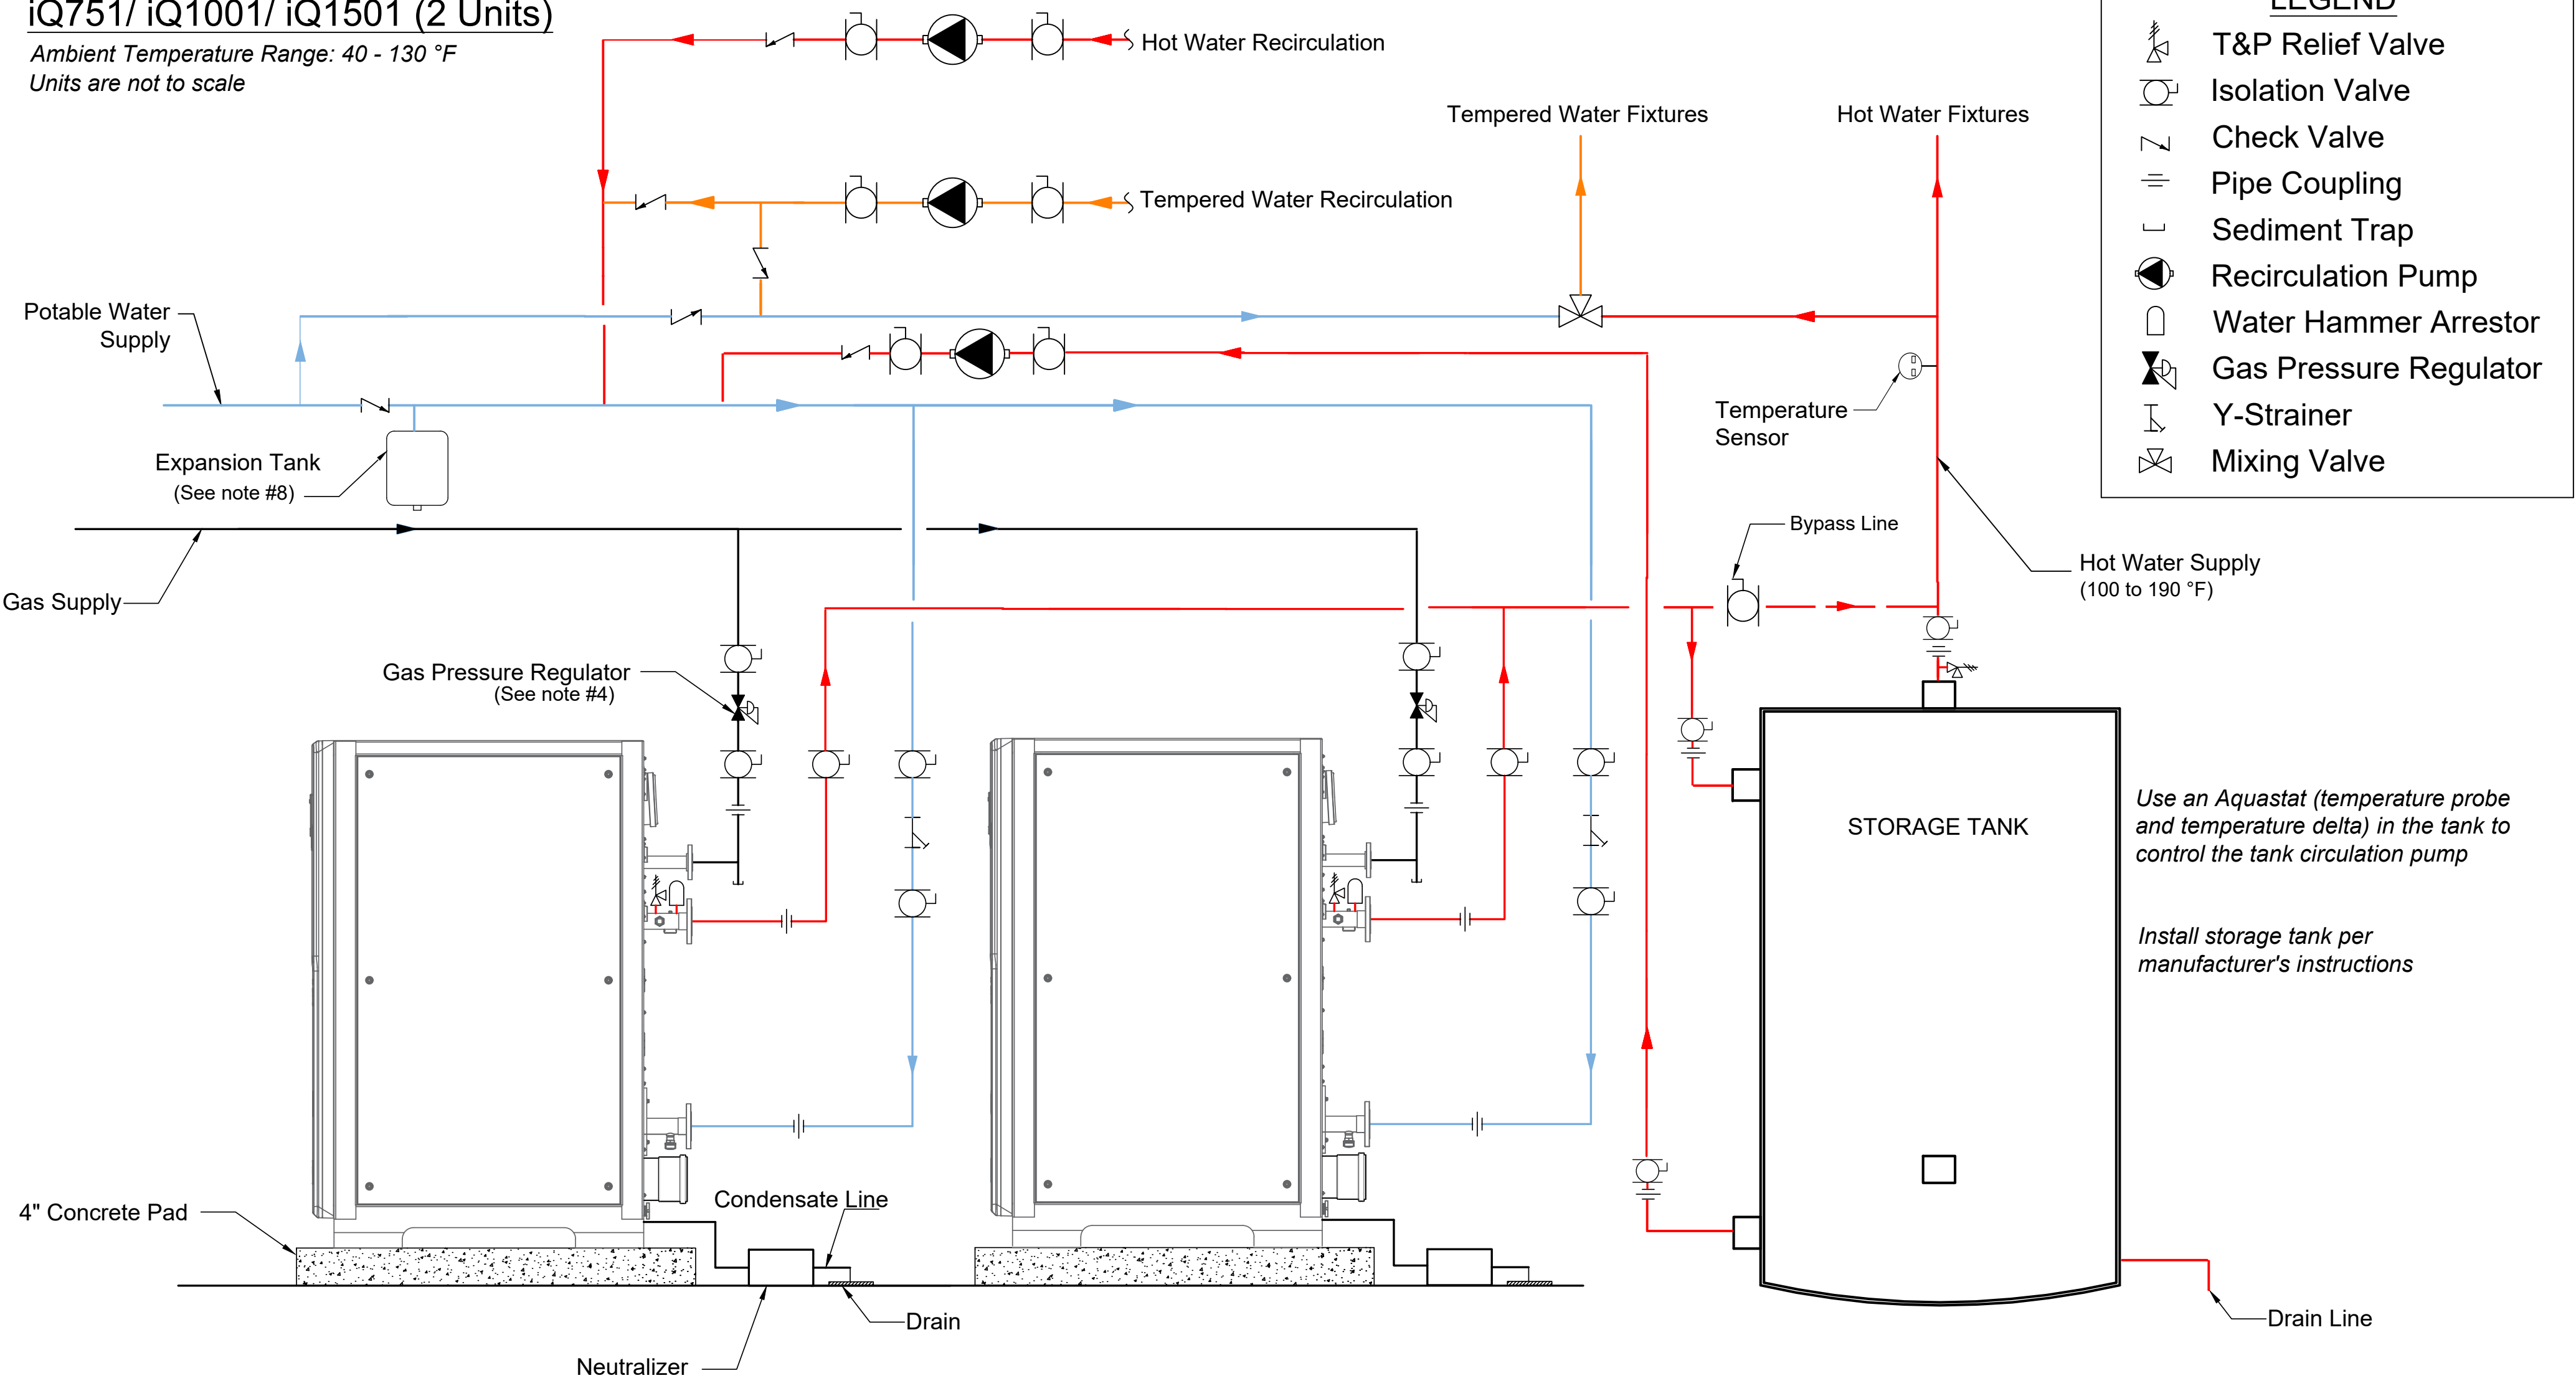 iQ751/ iQ1001/ iQ1501 (2 Units)
Ambient Temperature Range: 40 - 130 °F
Units are not to scale
Hot Water Recirculation
Tempered Water Recirculation
Tempered Water Fixtures
Hot Water Fixtures
LEGEND
T&P Relief Valve
Isolation Valve
Check Valve
Pipe Coupling
Sediment Trap
Recirculation Pump
Water Hammer Arrestor
Gas Pressure Regulator
Y-Strainer
Mixing Valve
Potable Water
Supply
Expansion Tank
(See note #8)
Gas Supply
Gas Pressure Regulator
(See note #4)
Temperature
Sensor
Bypass Line
Hot Water Supply
(100 to 190 °F)
STORAGE TANK
Use an Aquastat (temperature probe
and temperature delta) in the tank to
control the tank circulation pump
Install storage tank per
manufacturer's instructions
4" Concrete Pad
Condensate Line
Drain
Neutralizer
Drain Line